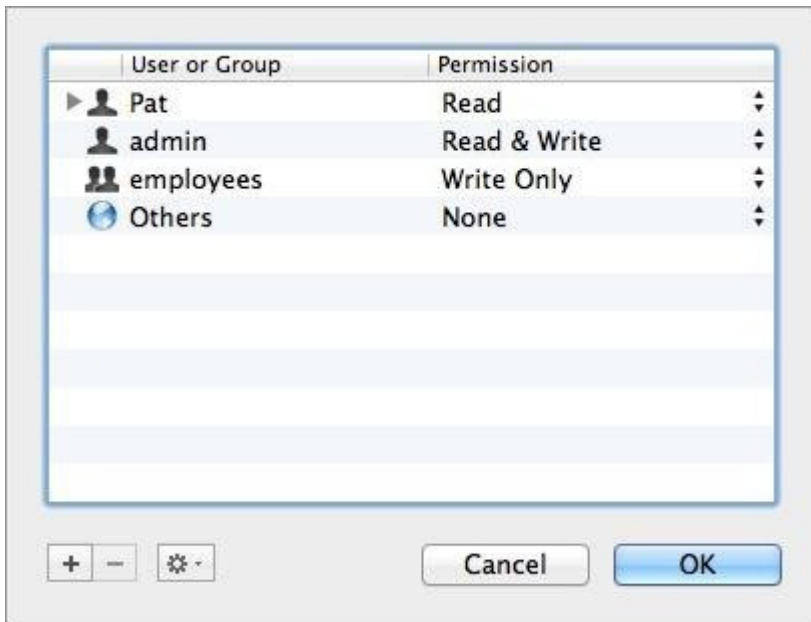 User or Group Permission
Pat Read
admin Read & Write
employees Write Only
Others None
Cancel OK